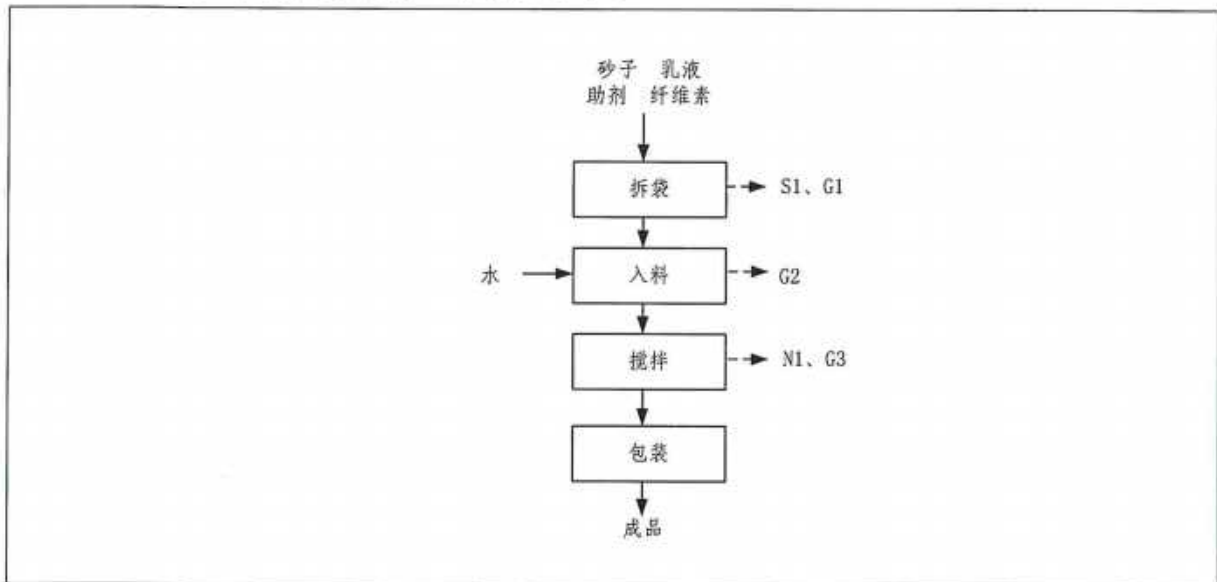 砂子 乳液
助剂 纤维素
拆袋
S1、G1
水
入料
G2
搅拌
N1、G3
包装
成品